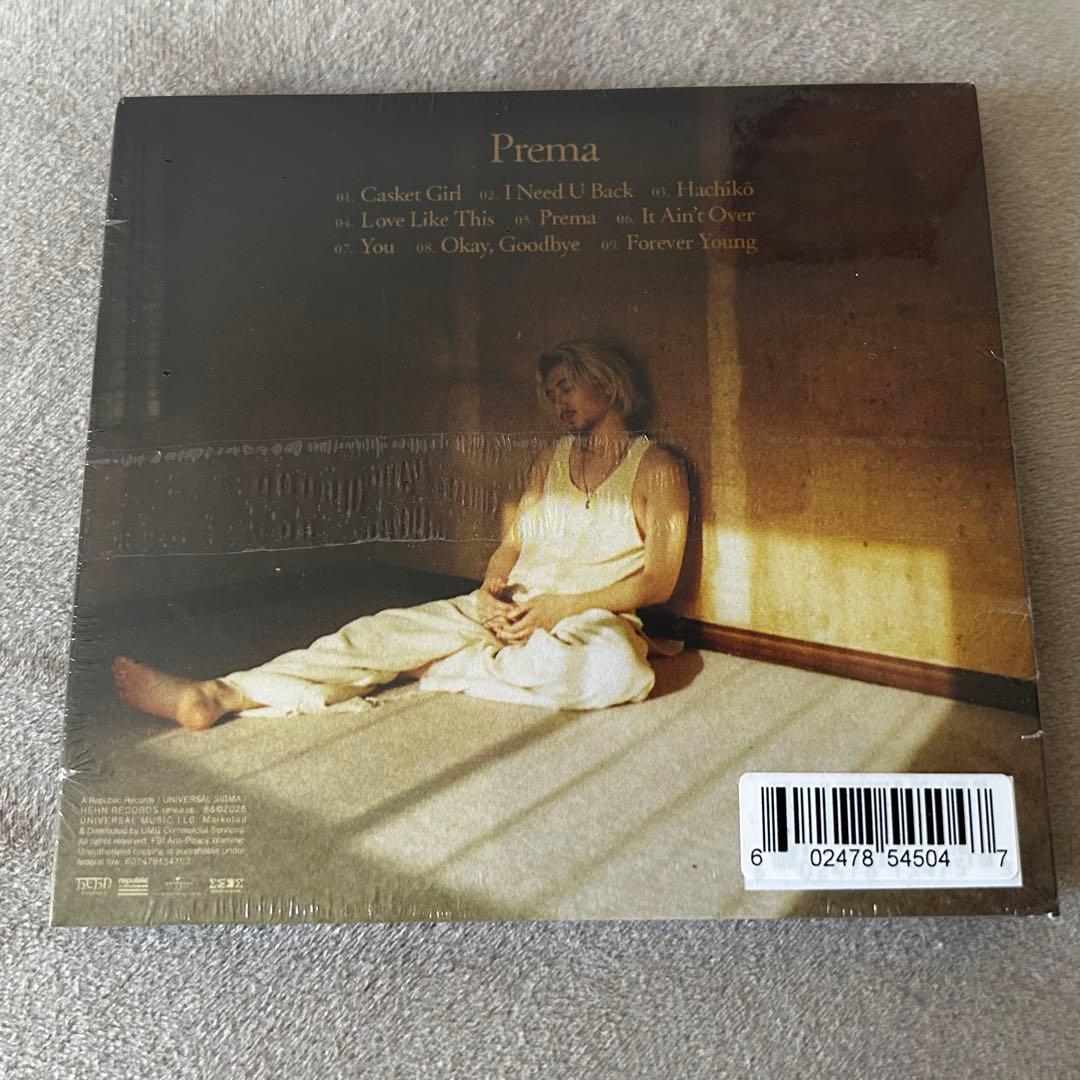 Prema
01. Casket Girl 02. I Need U Back 03. Hachikō
04. Love Like This 05. Prema 06. It Ain't Over
07. You 08. Okay, Goodbye 09. Forever Young
A Republic Records / UNIVERSAL SIGMA /
HEHN RECORDS release. ℗&©2025
UNIVERSAL MUSIC LLC. Marketed
& Distributed by UMG Commercial Services.
All rights reserved. FBI Anti-Piracy Warning:
Unauthorized copying is punishable under
federal law. 602478134753
HEHN republic
6 02478 54504 7